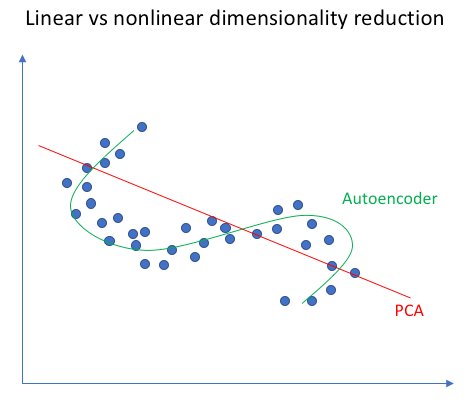 Linear vs nonlinear dimensionality reduction
Autoencoder
PCA